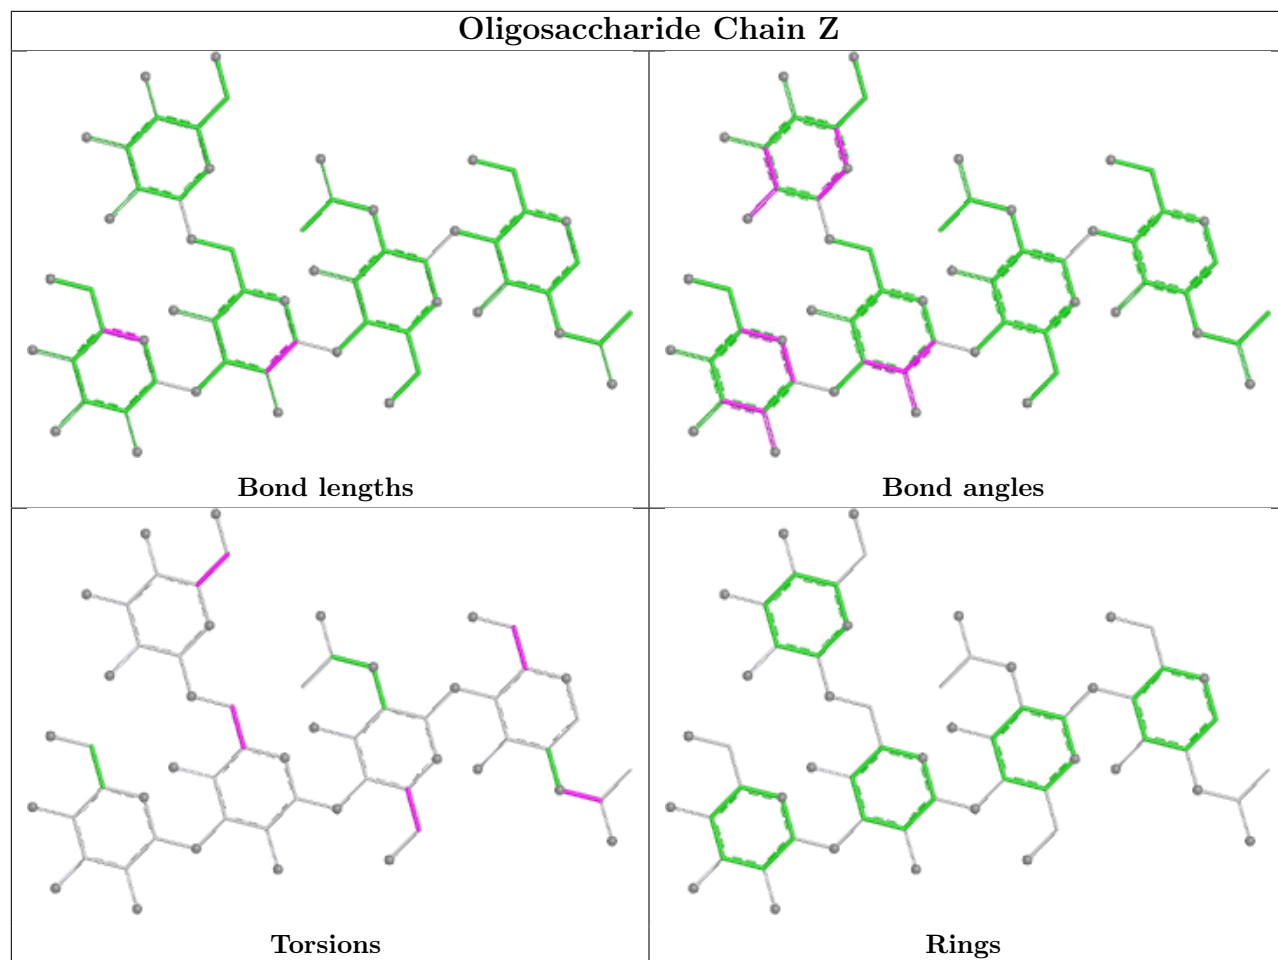 Oligosaccharide Chain Z
Bond lengths
Bond angles
Torsions
Rings